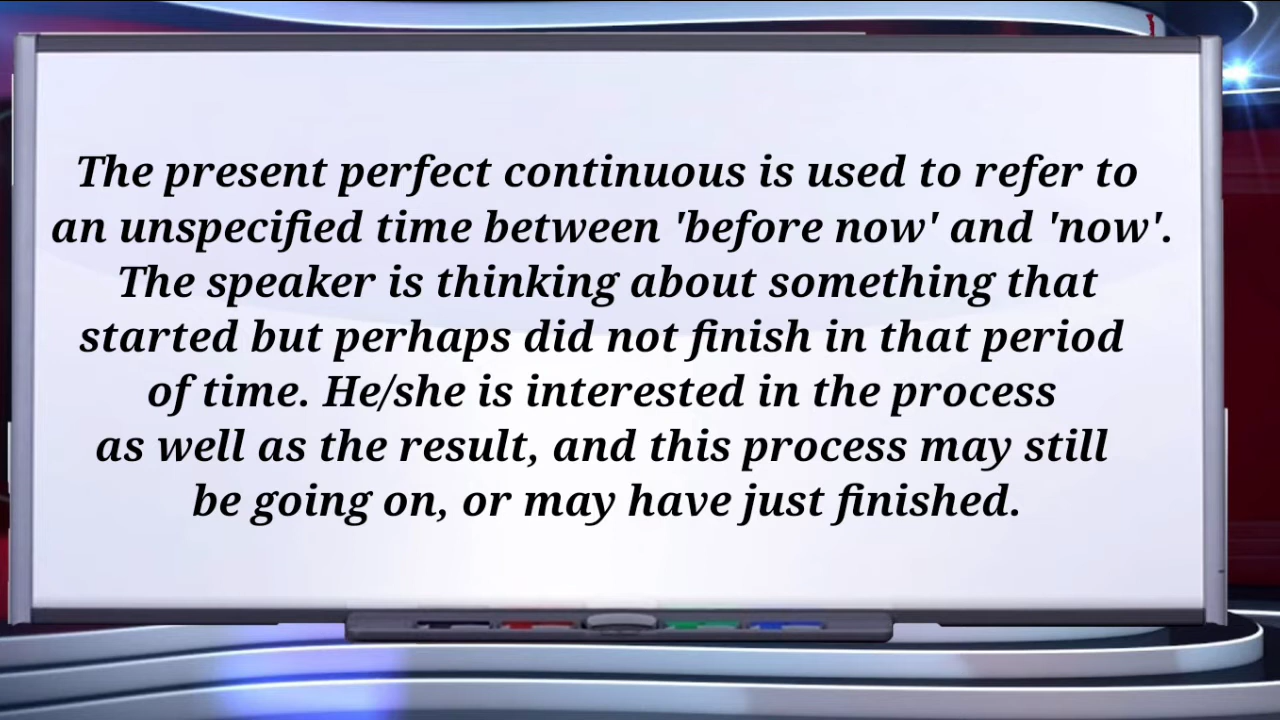 The present perfect continuous is used to refer to
an unspecified time between 'before now' and 'now'.
The speaker is thinking about something that
started but perhaps did not finish in that period
of time. He/she is interested in the process
as well as the result, and this process may still
be going on, or may have just finished.